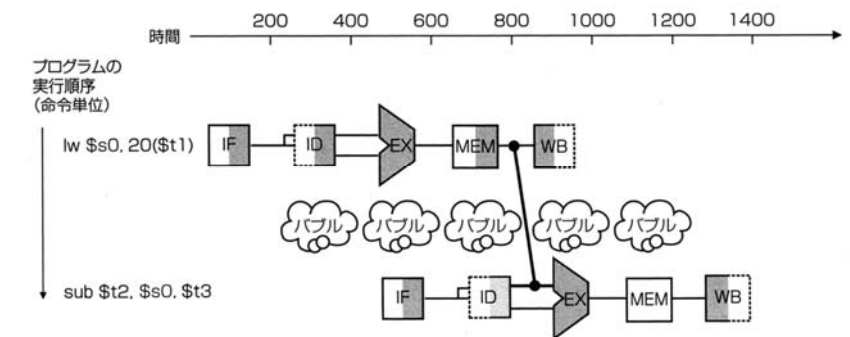 200 400 600 800 1000 1200 1400
時間
プログラムの
実行順序
(命令単位)
lw $s0, 20($t1)
IF ID EX MEM WB
バブル バブル バブル バブル バブル
sub $t2, $s0, $t3
IF ID EX MEM WB